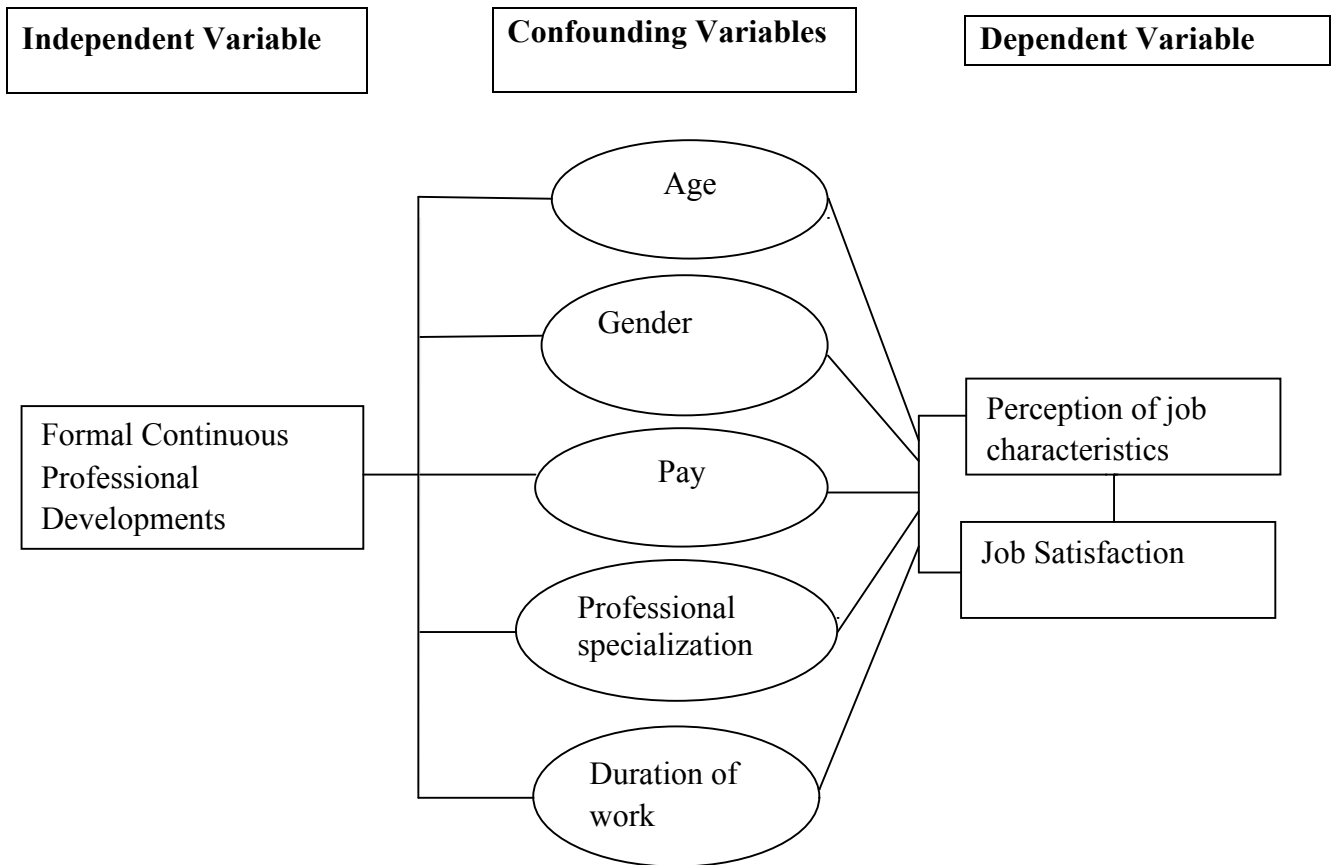 Independent Variable
Confounding Variables
Dependent Variable
Age
Gender
Formal Continuous
Professional
Developments
Pay
Perception of job
characteristics
Job Satisfaction
Professional
specialization
Duration of
work